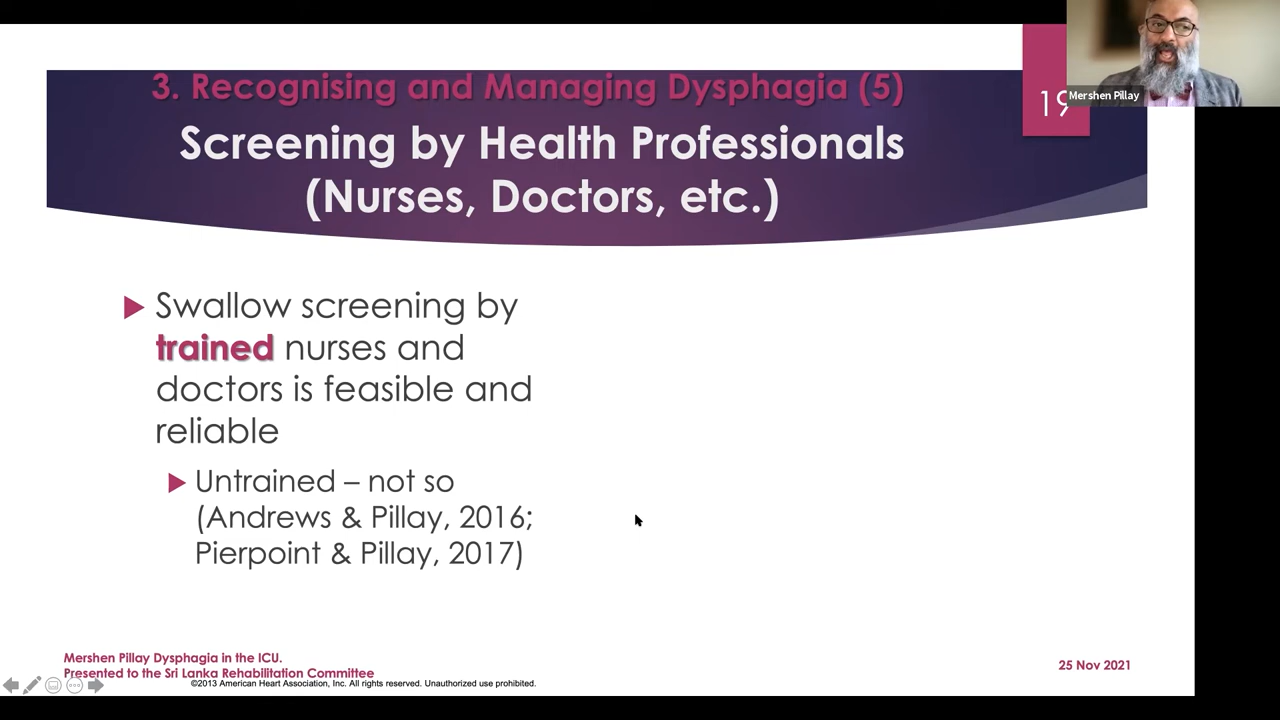 3. Recognising and Managing Dysphagia (5)
Screening by Health Professionals
(Nurses, Doctors, etc.)
19
Mershen Pillay
Swallow screening by
trained nurses and
doctors is feasible and
reliable
Untrained – not so
(Andrews & Pillay, 2016;
Pierpoint & Pillay, 2017)
Mershen Pillay Dysphagia in the ICU.
Presented to the Sri Lanka Rehabilitation Committee
©2013 American Heart Association, Inc. All rights reserved. Unauthorized use prohibited.
25 Nov 2021